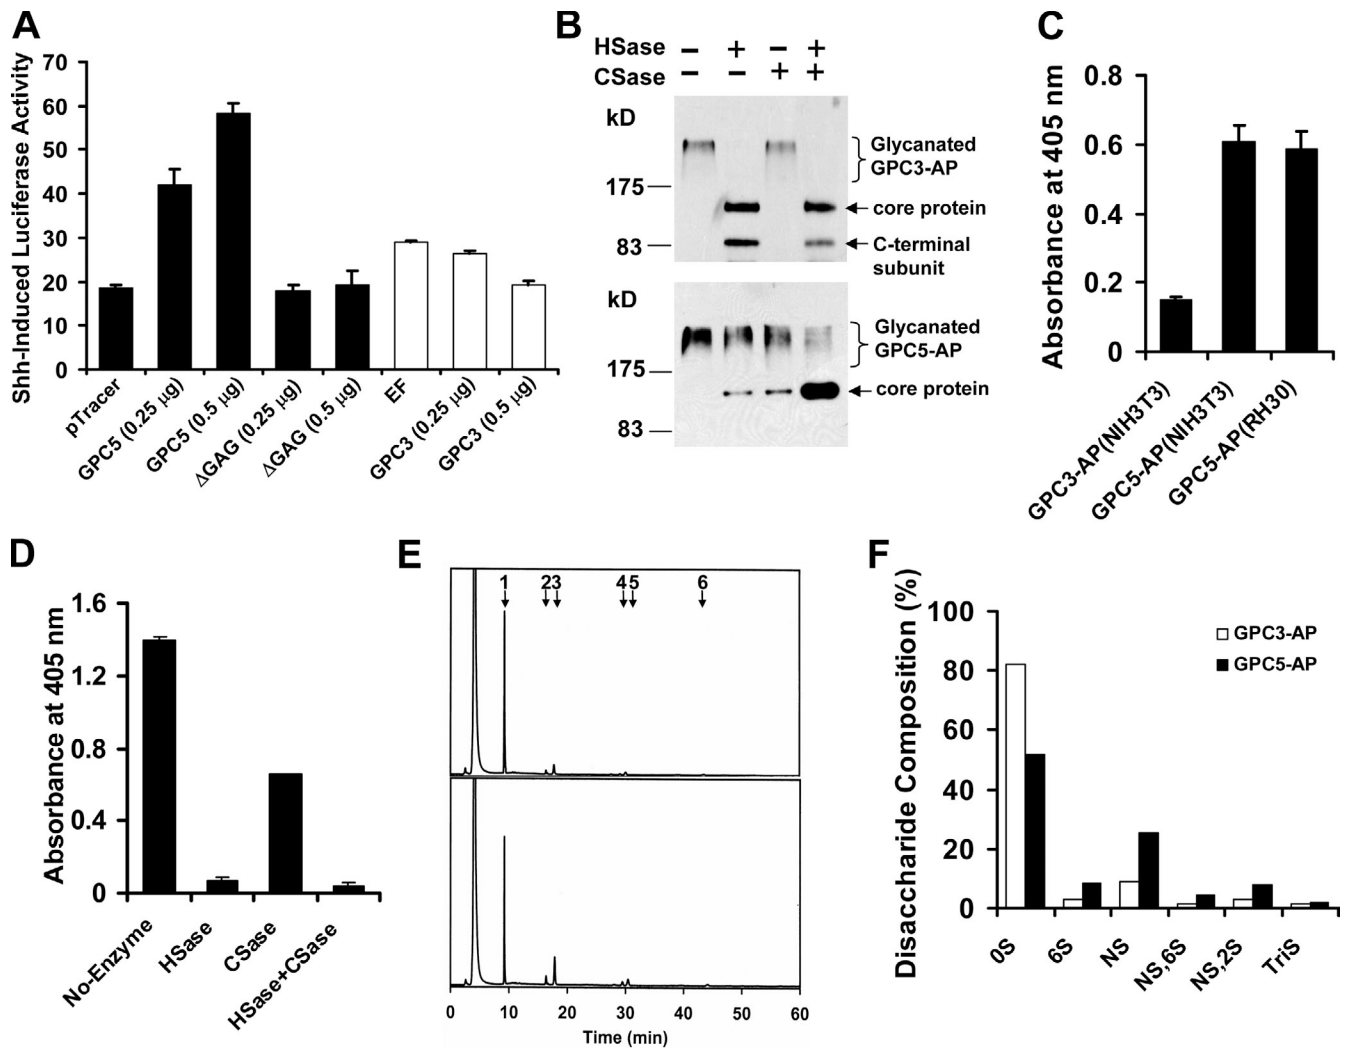 A
Shh-Induced Luciferase Activity
70
60
50
40
30
20
10
0
pTracer
GPC5 (0.25 µg)
GPC5 (0.5 µg)
ΔGAG (0.25 µg)
ΔGAG (0.5 µg)
EF
GPC3 (0.25 µg)
GPC3 (0.5 µg)
B
HSase – + – +
CSase – – + +
kD
175
83
Glycanated
GPC3-AP
core protein
C-terminal
subunit
kD
175
83
Glycanated
GPC5-AP
core protein
C
Absorbance at 405 nm
0.8
0.6
0.4
0.2
0
GPC3-AP(NIH3T3)
GPC5-AP(NIH3T3)
GPC5-AP(RH30)
D
Absorbance at 405 nm
1.6
1.2
0.8
0.4
0
No-Enzyme
HSase
CSase
HSase+CSase
E
1 2 3 4 5 6
0 10 20 30 40 50 60
Time (min)
F
Disaccharide Composition (%)
100
80
60
40
20
0
GPC3-AP
GPC5-AP
0S
6S
NS
NS,6S
NS,2S
TriS